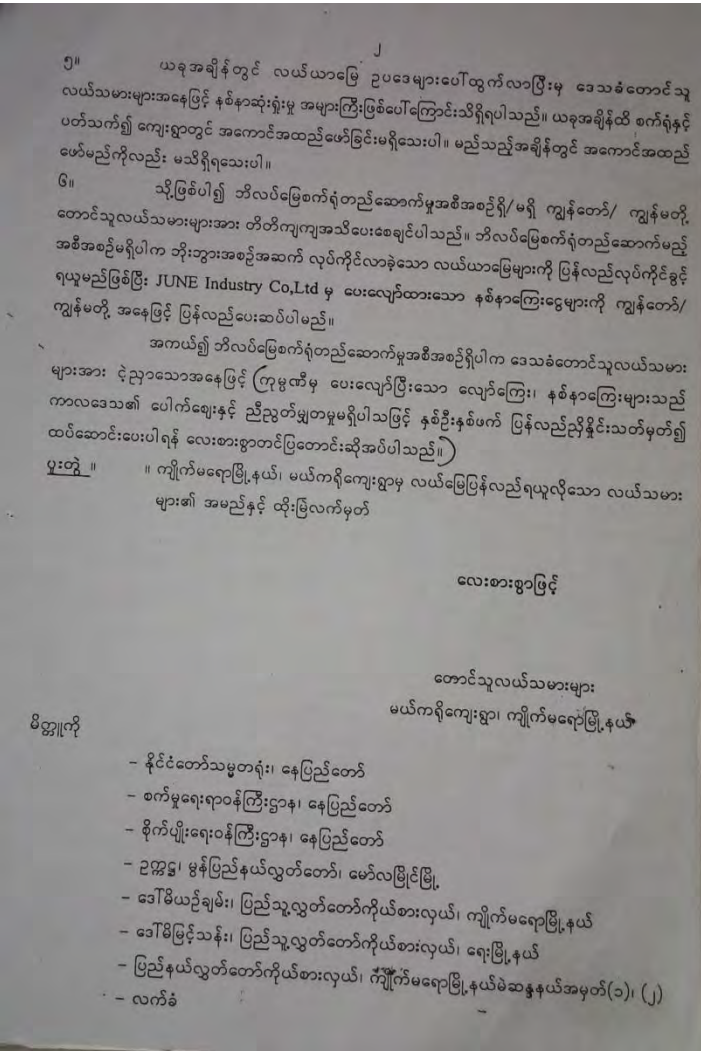 ၂
၅။ ယခုအချိန်တွင် လယ်ယာမြေ ဥပဒေများပေါ်ထွက်လာပြီးမှ ဒေသခံတောင်သူ
လယ်သမားများအနေဖြင့် နစ်နာဆုံးရှုံးမှု အများကြီးဖြစ်ပေါ်ကြောင်းသိရှိရပါသည်။ ယခုအချိန်ထိ စက်ရုံနှင့်
ပတ်သက်၍ ကျေးရွာတွင် အကောင်အထည်ဖော်ခြင်းမရှိသေးပါ။ မည်သည့်အချိန်တွင် အကောင်အထည်
ဖော်မည်ကိုလည်း မသိရှိရသေးပါ။
၆။ သို့ဖြစ်ပါ၍ ဘိလပ်မြေစက်ရုံတည်ဆောက်မှုအစီအစဉ်ရှိ/မရှိ ကျွန်တော်/ ကျွန်မတို့
တောင်သူလယ်သမားများအား တိတိကျကျအသိပေးစေချင်ပါသည်။ ဘိလပ်မြေစက်ရုံတည်ဆောက်မည့်
အစီအစဉ်မရှိပါက ဘိုးဘွားအစဉ်အဆက် လုပ်ကိုင်လာခဲ့သော လယ်ယာမြေများကို ပြန်လည်လုပ်ကိုင်ခွင့်
ရယူမည်ဖြစ်ပြီး JUNE Industry Co,Ltd မှ ပေးလျော်ထားသော နစ်နာကြေးငွေများကို ကျွန်တော်/
ကျွန်မတို့ အနေဖြင့် ပြန်လည်ပေးဆပ်ပါမည်။
အကယ်၍ ဘိလပ်မြေစက်ရုံတည်ဆောက်မှုအစီအစဉ်ရှိပါက ဒေသခံတောင်သူလယ်သမား
များအား ငဲ့ညှာသောအနေဖြင့် (ကုမ္ပဏီမှ ပေးလျော်ပြီးသော လျော်ကြေး၊ နစ်နာကြေးများသည်
ကာလဒေသ၏ ပေါက်ဈေးနှင့် ညီညွတ်မျှတမှုမရှိပါသဖြင့် နှစ်ဦးနှစ်ဖက် ပြန်လည်ညှိနှိုင်းသတ်မှတ်၍
ထပ်ဆောင်းပေးပါရန် လေးစားစွာတင်ပြတောင်းဆိုအပ်ပါသည်။)
ပူးတွဲ ။ ။ ကျိုက်မရောမြို့နယ်၊ မယ်ကရိုကျေးရွာမှ လယ်မြေပြန်လည်ရယူလိုသော လယ်သမား
များ၏ အမည်နှင့် ထိုးမြဲလက်မှတ်
လေးစားစွာဖြင့်
တောင်သူလယ်သမားများ
မယ်ကရိုကျေးရွာ၊ ကျိုက်မရောမြို့နယ်
မိတ္တူကို
– နိုင်ငံတော်သမ္မတရုံး၊ နေပြည်တော်
– စက်မှုရေးရာဝန်ကြီးဌာန၊ နေပြည်တော်
– စိုက်ပျိုးရေးဝန်ကြီးဌာန၊ နေပြည်တော်
– ဥက္ကဋ္ဌ၊ မွန်ပြည်နယ်လွှတ်တော်၊ မော်လမြိုင်မြို့
– ဒေါ်မိယဉ်ချမ်း၊ ပြည်သူ့လွှတ်တော်ကိုယ်စားလှယ်၊ ကျိုက်မရောမြို့နယ်
– ဒေါ်မိမြင့်သန်း၊ ပြည်သူ့လွှတ်တော်ကိုယ်စားလှယ်၊ ရေးမြို့နယ်
– ပြည်နယ်လွှတ်တော်ကိုယ်စားလှယ်၊ ကျိုက်မရောမြို့နယ်မဲဆန္ဒနယ်အမှတ်(၁)၊ (၂)
– လက်ခံ